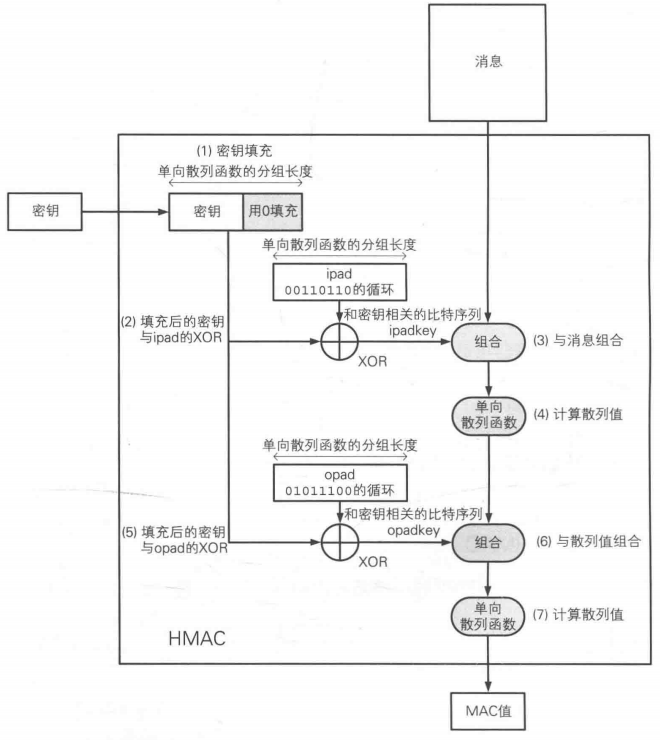 消息
(1) 密钥填充
单向散列函数的分组长度
密钥
密钥
用0填充
单向散列函数的分组长度
ipad
00110110的循环
(2) 填充后的密钥
与ipad的XOR
和密钥相关的比特序列
ipadkey
XOR
组合
(3) 与消息组合
单向
散列函数
(4) 计算散列值
单向散列函数的分组长度
opad
01011100的循环
(5) 填充后的密钥
与opad的XOR
和密钥相关的比特序列
opadkey
XOR
组合
(6) 与散列值组合
单向
散列函数
(7) 计算散列值
HMAC
MAC值